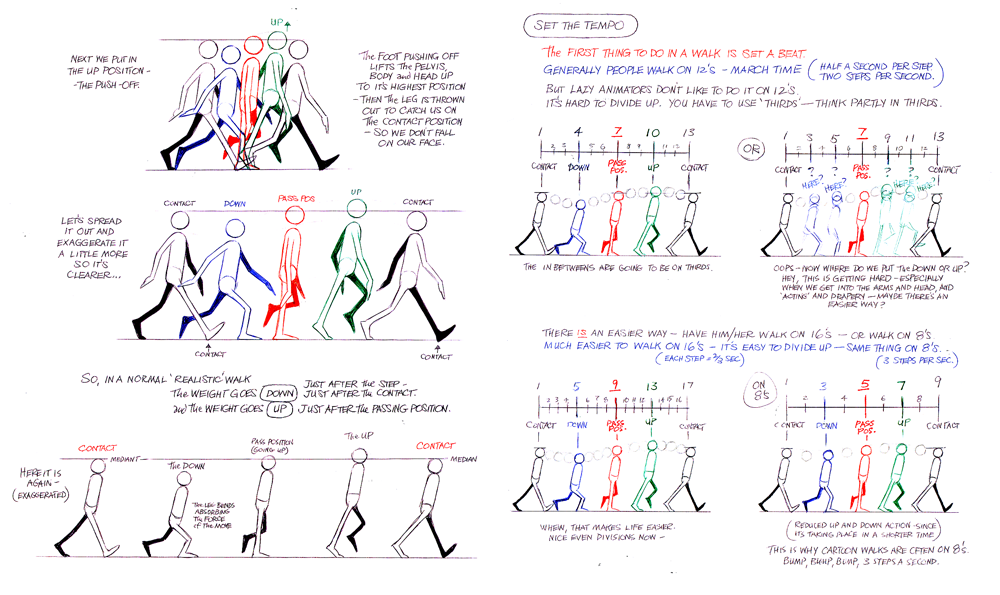 UP
NEXT WE PUT IN
THE UP POSITION -
- THE PUSH-OFF.
THE FOOT PUSHING OFF
LIFTS THE PELVIS,
BODY AND HEAD UP
TO IT'S HIGHEST POSITION
- THEN THE LEG IS THROWN
OUT TO CATCH US ON
THE CONTACT POSITION
- SO WE DON'T FALL
ON OUR FACE.
LET'S SPREAD
IT OUT AND
EXAGGERATE IT
A LITTLE MORE
SO IT'S
CLEARER...
CONTACT
DOWN
PASS POS
UP
CONTACT
CONTACT
CONTACT
SO, IN A NORMAL 'REALISTIC' WALK
THE WEIGHT GOES DOWN JUST AFTER THE STEP -
JUST AFTER THE CONTACT.
AND THE WEIGHT GOES UP JUST AFTER THE PASSING POSITION.
HERE IT IS
AGAIN -
(EXAGGERATED)
CONTACT
MEDIAN
THE DOWN
THE LEG BENDS
ABSORBING
THE FORCE
OF THE MOVE
PASS POSITION
(GOING UP)
THE UP
CONTACT
MEDIAN
SET THE TEMPO
THE FIRST THING TO DO IN A WALK IS SET A BEAT.
GENERALLY PEOPLE WALK ON 12'S - MARCH TIME (HALF A SECOND PER STEP.
TWO STEPS PER SECOND.)
BUT LAZY ANIMATORS DON'T LIKE TO DO IT ON 12'S.
IT'S HARD TO DIVIDE UP. YOU HAVE TO USE 'THIRDS' - THINK PARTLY IN THIRDS.
1 4 7 10 13
2 3 5 6 8 9 11 12
CONTACT DOWN PASS POS. UP CONTACT
THE INBETWEENS ARE GOING TO BE ON THIRDS.
OR
1 3 5 7 9 11 13
2 4 6 8 10 12
CONTACT ? ? PASS POS. ? ? CONTACT
HERE? HERE? HERE? HERE?
OOPS - NOW WHERE DO WE PUT THE DOWN OR UP?
HEY, THIS IS GETTING HARD - ESPECIALLY
WHEN WE GET INTO THE ARMS AND HEAD, AND
'ACTING' AND DRAPERY - MAYBE THERE'S AN
EASIER WAY?
THERE IS AN EASIER WAY - HAVE HIM/HER WALK ON 16'S - OR WALK ON 8'S.
MUCH EASIER TO WALK ON 16'S - IT'S EASY TO DIVIDE UP - SAME THING ON 8'S.
(EACH STEP = 2/3 SEC) (3 STEPS PER SEC.)
1 5 9 13 17
2 3 4 6 7 8 10 11 12 14 15 16
CONTACT DOWN PASS POS. UP CONTACT
WHEW, THAT MAKES LIFE EASIER.
NICE EVEN DIVISIONS NOW -
ON 8'S
1 3 5 7 9
2 4 6 8
CONTACT DOWN PASS POS. UP CONTACT
(REDUCED UP AND DOWN ACTION - SINCE
IT'S TAKING PLACE IN A SHORTER TIME)
THIS IS WHY CARTOON WALKS ARE OFTEN ON 8'S.
BUMP, BUMP, BUMP, 3 STEPS A SECOND.